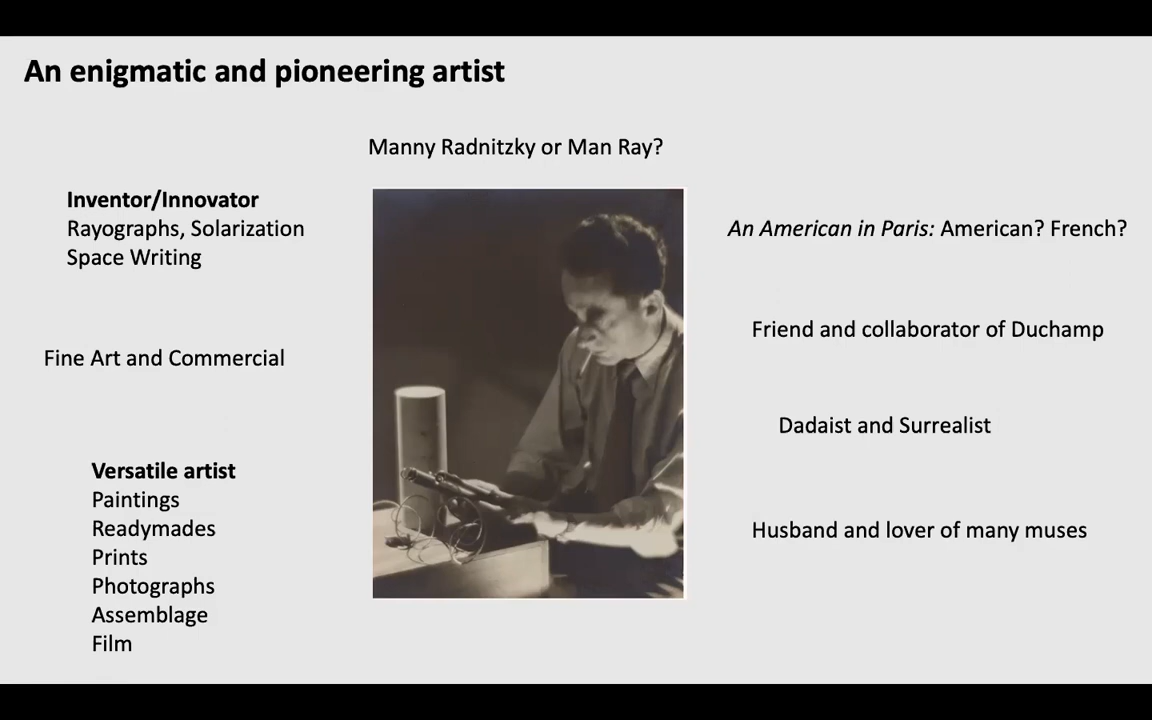 An enigmatic and pioneering artist
Manny Radnitzky or Man Ray?
Inventor/Innovator
Rayographs, Solarization
Space Writing
Fine Art and Commercial
Versatile artist
Paintings
Readymades
Prints
Photographs
Assemblage
Film
An American in Paris: American? French?
Friend and collaborator of Duchamp
Dadaist and Surrealist
Husband and lover of many muses